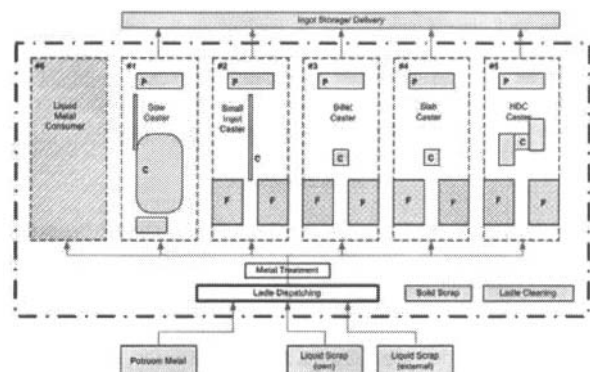 Ingot Storage/ Delivery
#6
#1
#2
#3
#4
#5
P
P
P
P
P
Liquid
Metal
Consumer
Sow
Caster
Small
Ingot
Caster
Billet
Caster
Slab
Caster
HDC
Caster
C
C
C
C
C
F
F
F
F
F
F
F
F
Metal Treatment
Ladle Dispatching
Solid Scrap
Ladle Cleaning
Potroom Metal
Liquid Scrap
(own)
Liquid Scrap
(external)